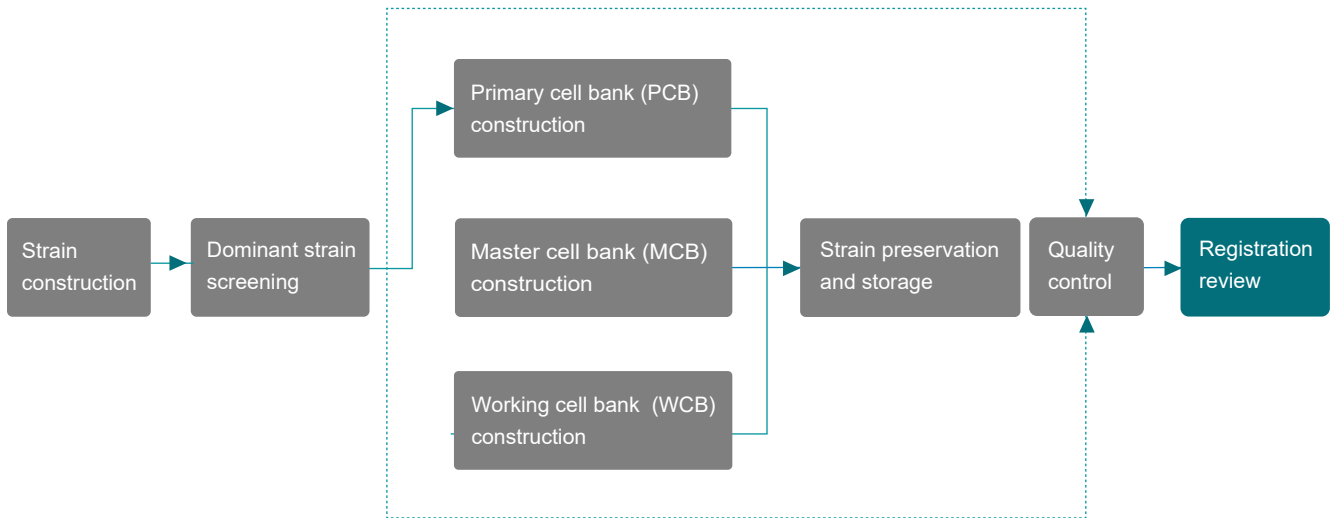 Strain
construction
Dominant strain
screening
Primary cell bank (PCB)
construction
Master cell bank (MCB)
construction
Working cell bank  (WCB)
construction
Strain preservation
and storage
Quality
control
Registration
review